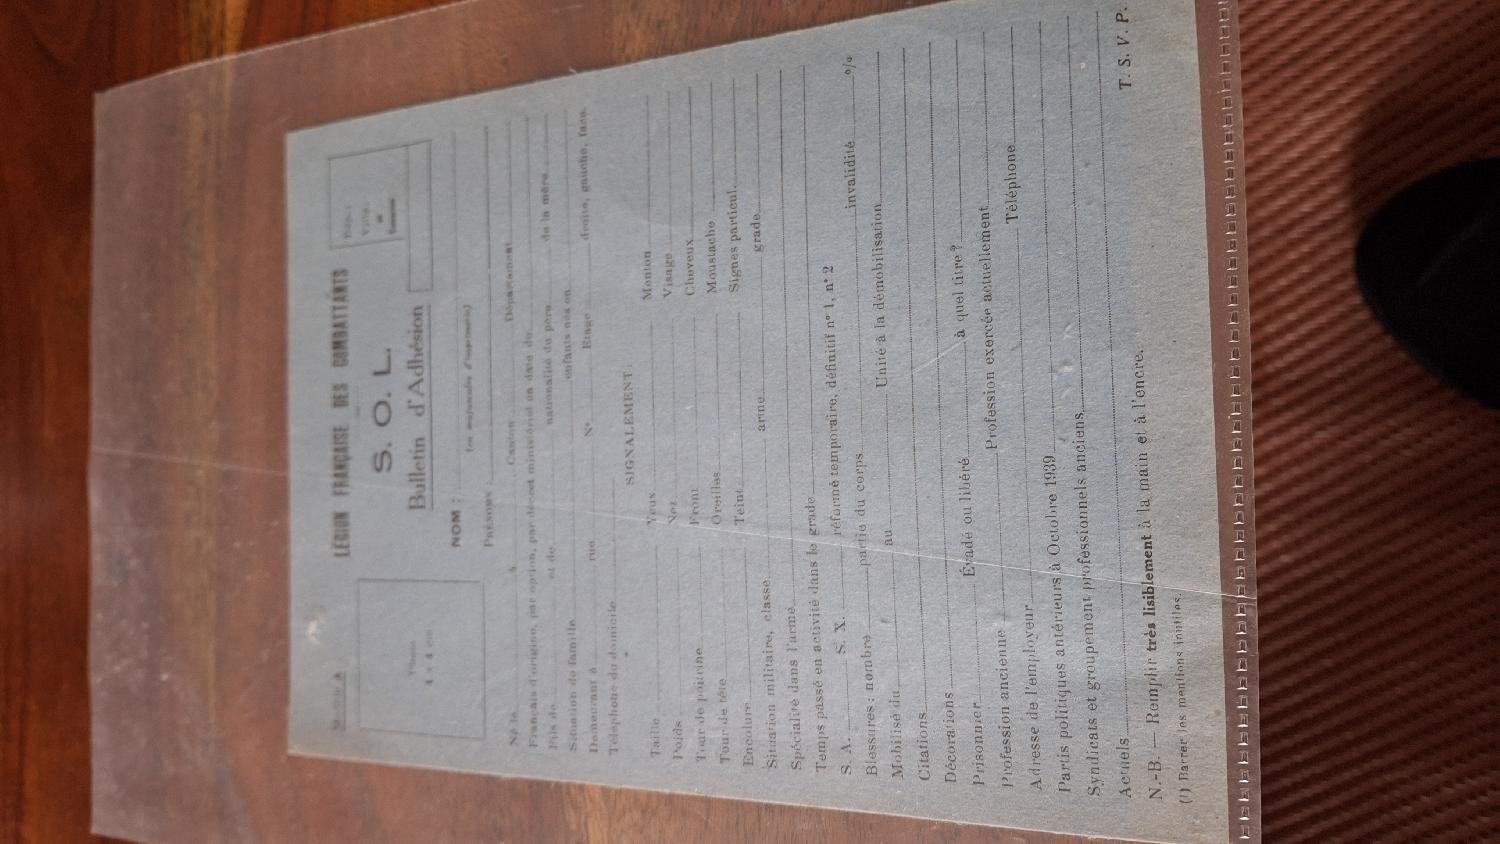 Modèle A
LÉGION FRANÇAISE DES COMBATTANTS
S. O. L.
Bulletin d'Adhésion
Photo
4 x 4 cm
NOM :
(en majuscules d'imprimerie)
PRÉNOMS
Né le à Canton Département
Français d'origine, par option, par décret ministériel en date du
Fils de et de nationalité du père de la mère
Situation de famille enfants nés en
Demeurant à rue N° Etage droite, gauche, face.
Téléphone du domicile
SIGNALEMENT.
Taille Yeux Menton
Poids Nez Visage
Tour de poitrine Front Cheveux
Tour de tête Oreilles Moustache
Encolure Teint Signes particul.
Situation militaire, classe arme grade
Spécialité dans l'arme
Temps passé en activité dans le grade
S. A. S. X. réformé temporaire, définitif n° 1, n° 2 invalidité %
Blessures : nombre partie du corps
Mobilisé du au Unité à la démobilisation
Citations
Décorations
Prisonnier Évadé ou libéré à quel titre ?
Profession ancienne Profession exercée actuellement
Adresse de l'employeur Téléphone
Partis politiques antérieurs à Octobre 1939
Syndicats et groupement professionnels anciens
Actuels
N.-B. — Remplir très lisiblement à la main et à l'encre.
(1) Barrer les mentions inutiles.
T. S. V. P.